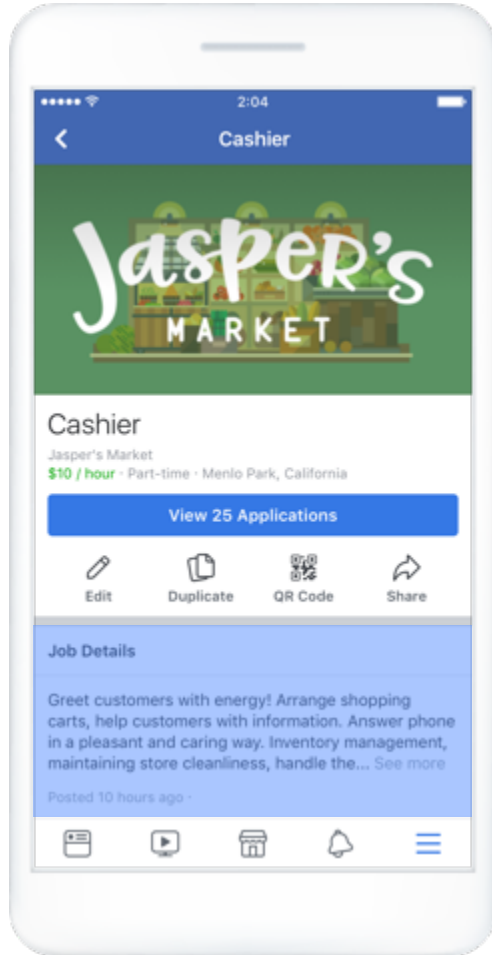 2:04
Cashier
Jasper's
MARKET
Cashier
Jasper's Market
$10 / hour · Part-time · Menlo Park, California
View 25 Applications
Edit Duplicate QR Code Share
Job Details
Greet customers with energy! Arrange shopping
carts, help customers with information. Answer phone
in a pleasant and caring way. Inventory management,
maintaining store cleanliness, handle the... See more
Posted 10 hours ago ·